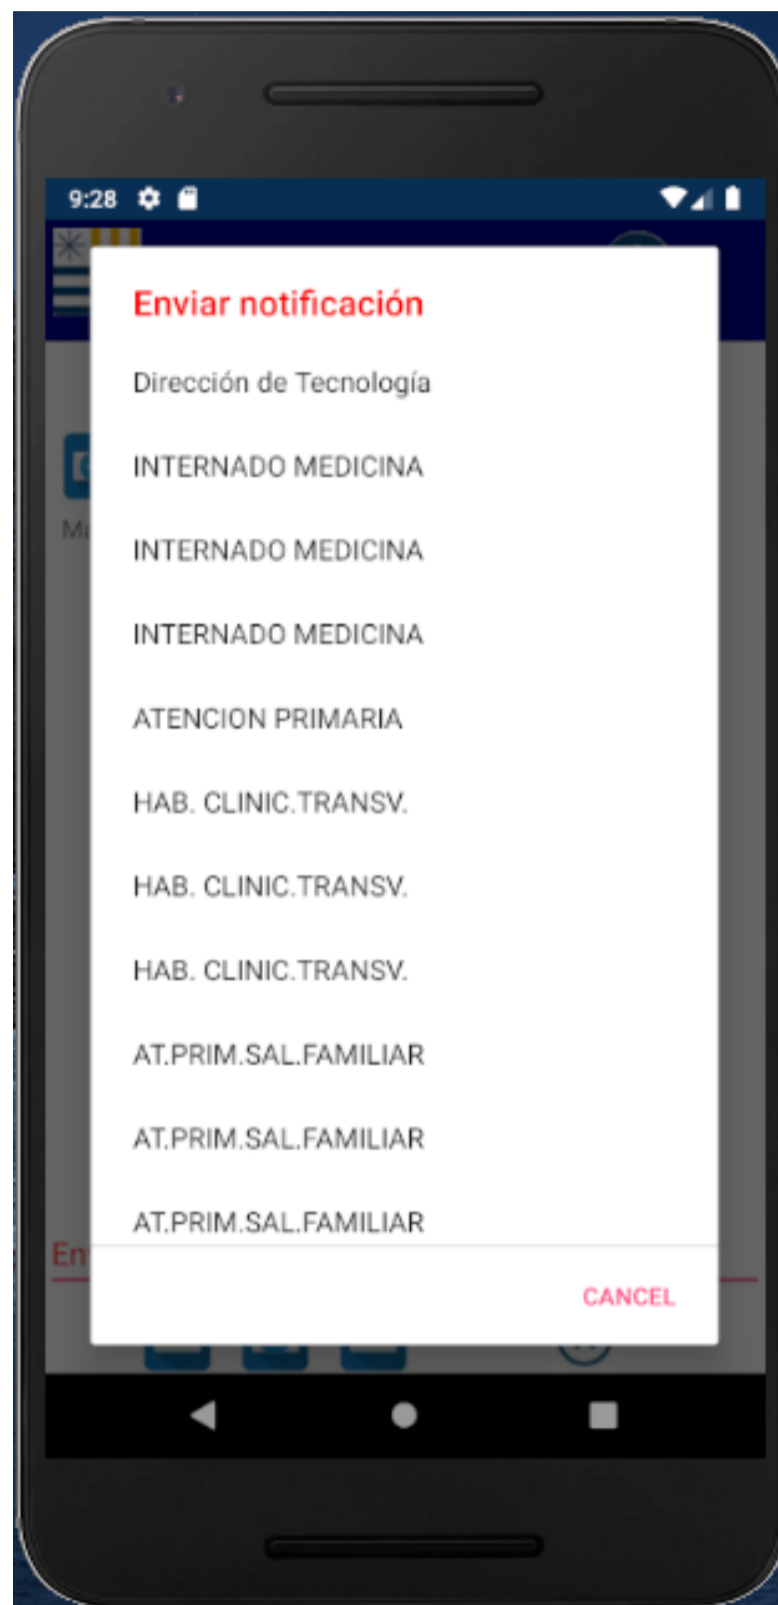 9:28
Enviar notificación
Dirección de Tecnología
INTERNADO MEDICINA
INTERNADO MEDICINA
INTERNADO MEDICINA
ATENCION PRIMARIA
HAB. CLINIC.TRANSV.
HAB. CLINIC.TRANSV.
HAB. CLINIC.TRANSV.
AT.PRIM.SAL.FAMILIAR
AT.PRIM.SAL.FAMILIAR
AT.PRIM.SAL.FAMILIAR
CANCEL